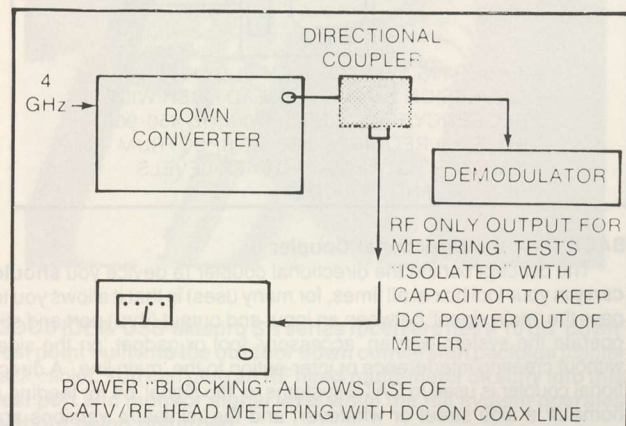 DIRECTIONAL
COUPLER
4
GHz
DOWN
CONVERTER
DEMODULATOR
RF ONLY OUTPUT FOR
METERING, TESTS
"ISOLATED" WITH
CAPACITOR TO KEEP
DC POWER OUT OF
METER
POWER "BLOCKING" ALLOWS USE OF
CATV/RF HEAD METERING WITH DC ON COAX LINE